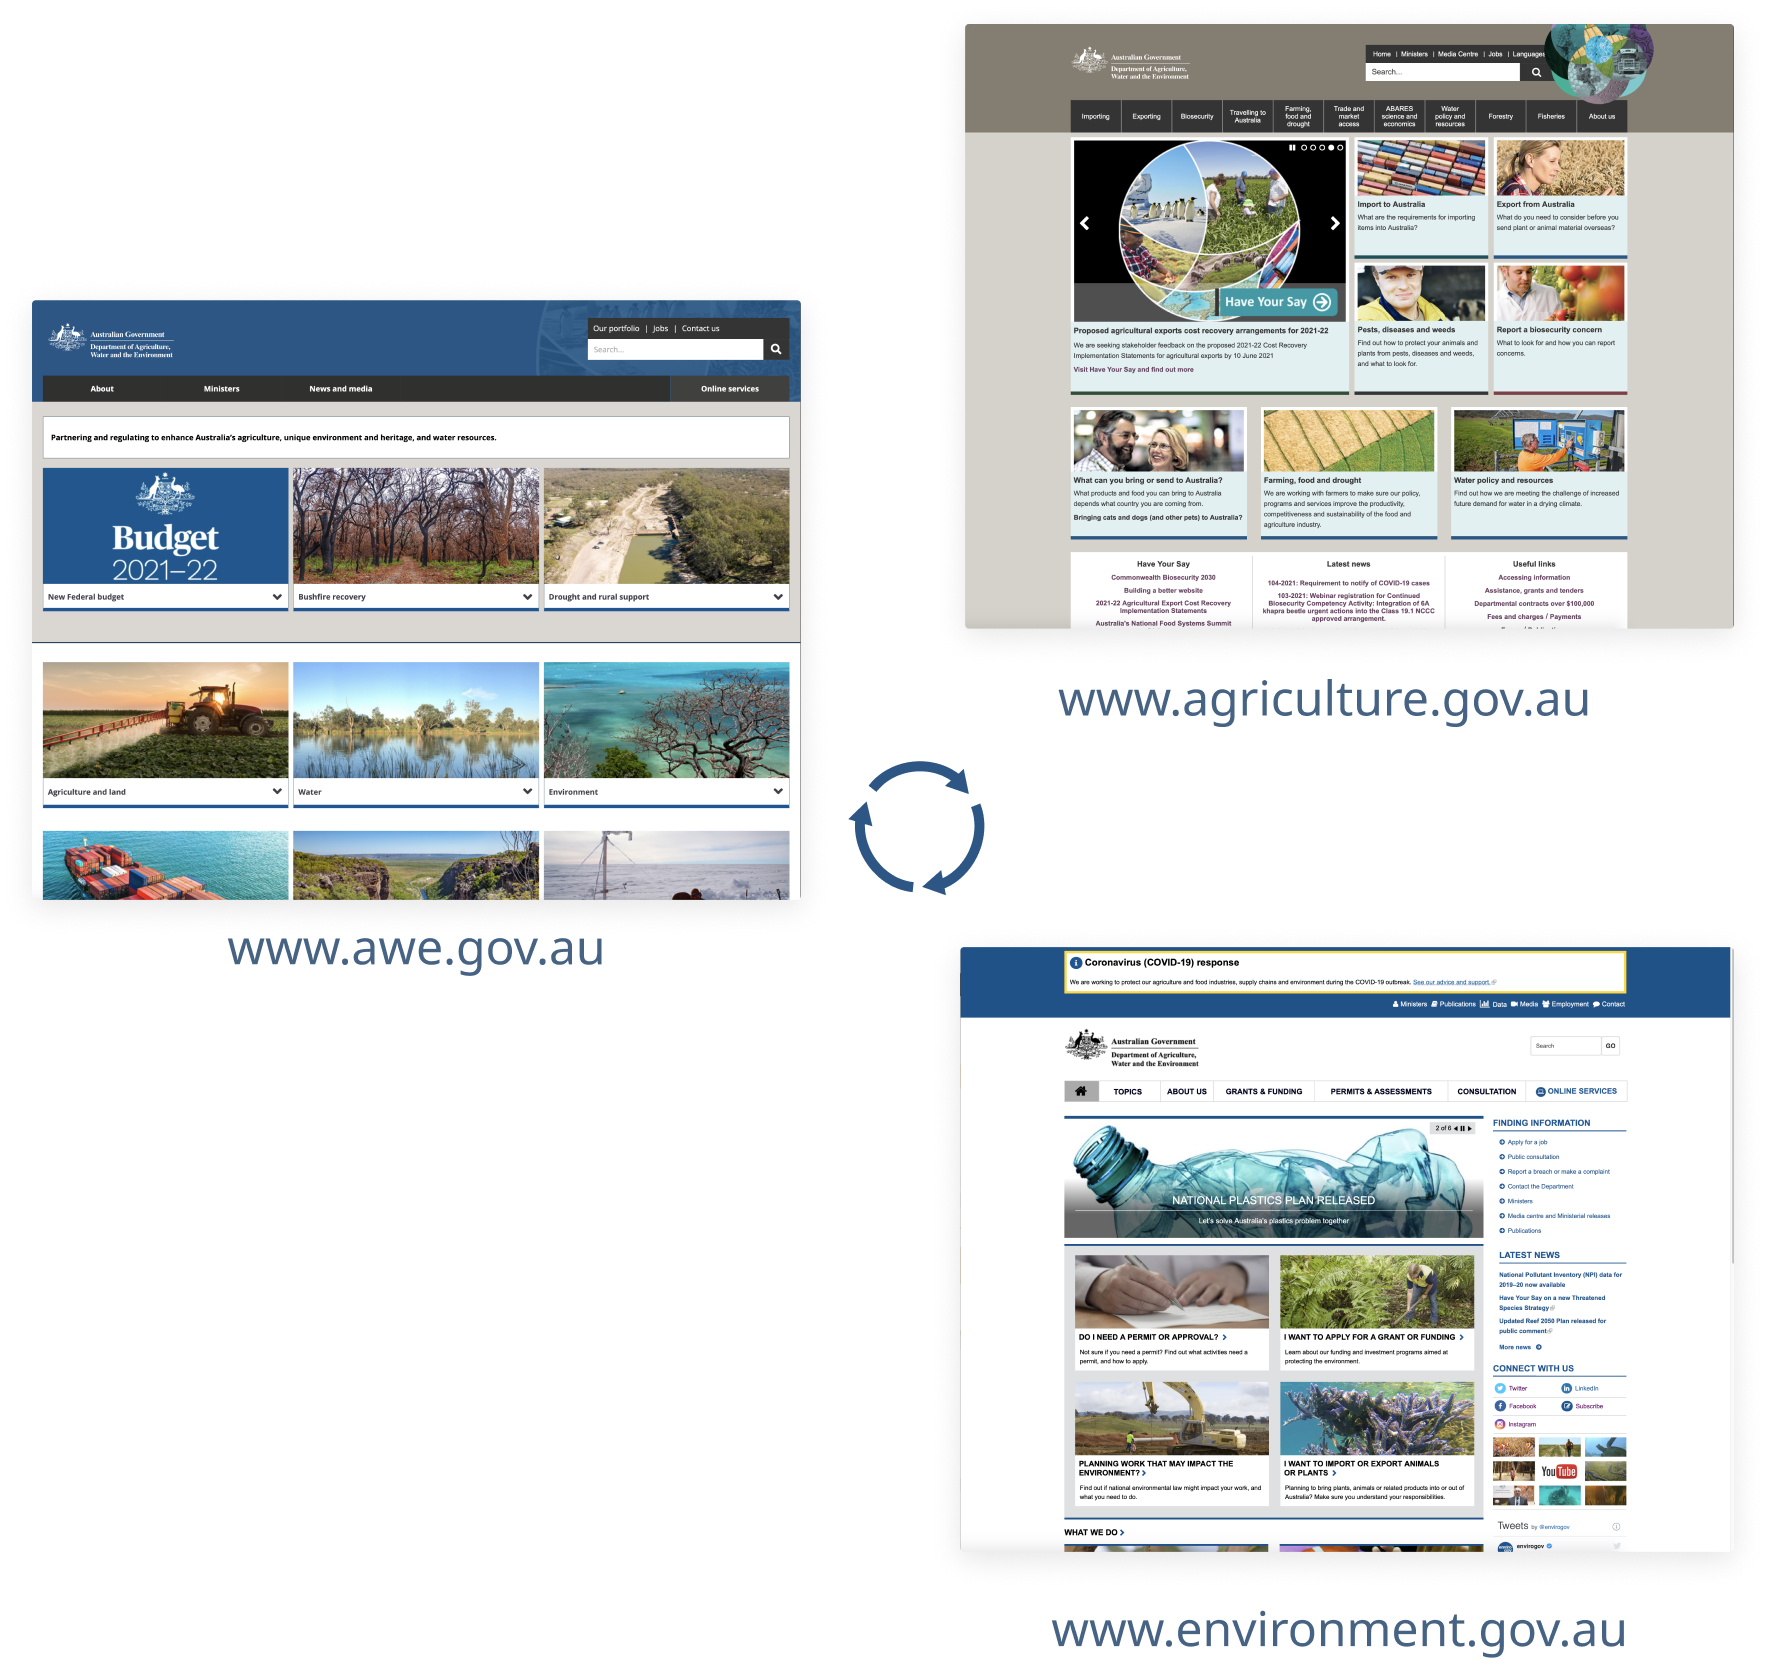 Australian Government
Department of Agriculture,
Water and the Environment
Our portfolio | Jobs | Contact us
Search...
About
Ministers
News and media
Online services
Partnering and regulating to enhance Australia's agriculture, unique environment and heritage, and water resources.
Budget
2021–22
New Federal budget
Bushfire recovery
Drought and rural support
Agriculture and land
Water
Environment
www.awe.gov.au
Australian Government
Department of Agriculture,
Water and the Environment
Home | Ministers | Media Centre | Jobs | Languages
Search...
Importing
Exporting
Biosecurity
Travelling to
Australia
Farming,
food and
drought
Trade and
market
access
ABARES
science and
economics
Water
policy and
resources
Forestry
Fisheries
About us
Have Your Say
Proposed agricultural exports cost recovery arrangements for 2021-22
We are seeking stakeholder feedback on the proposed 2021-22 Cost Recovery
Implementation Statements for agricultural exports by 10 June 2021
Visit Have Your Say and find out more
Import to Australia
What are the requirements for importing
items into Australia?
Export from Australia
What do you need to consider before you
send plant or animal material overseas?
Pests, diseases and weeds
Find out how to protect your animals and
plants from pests, diseases and weeds,
and what to look for.
Report a biosecurity concern
What to look for and how you can report
concerns.
What can you bring or send to Australia?
What products and food you can bring to Australia
depends what country you are coming from.
Bringing cats and dogs (and other pets) to Australia?
Farming, food and drought
We are working with farmers to make sure our policy,
programs and services improve the productivity,
competitiveness and sustainability of the food and
agriculture industry.
Water policy and resources
Find out how we are meeting the challenge of increased
future demand for water in a drying climate.
Have Your Say
Commonwealth Biosecurity 2030
Building a better website
2021-22 Agricultural Export Cost Recovery
Implementation Statements
Australia's National Food Systems Summit
Latest news
104-2021: Requirement to notify of COVID-19 cases
103-2021: Webinar registration for Continued
Biosecurity Competency Activity: Integration of 6A
khapra beetle urgent actions into the Class 19.1 NCCC
approved arrangement.
Useful links
Accessing information
Assistance, grants and tenders
Departmental contracts over $100,000
Fees and charges / Payments
www.agriculture.gov.au
Coronavirus (COVID-19) response
We are working to protect our agriculture and food industries, supply chains and environment during the COVID-19 outbreak. See our advice and support.
Ministers Publications Data Media Employment Contact
Australian Government
Department of Agriculture,
Water and the Environment
Search
GO
TOPICS
ABOUT US
GRANTS & FUNDING
PERMITS & ASSESSMENTS
CONSULTATION
ONLINE SERVICES
2 of 6
NATIONAL PLASTICS PLAN RELEASED
Let's solve Australia's plastics problem together
DO I NEED A PERMIT OR APPROVAL?
Not sure if you need a permit? Find out what activities need a
permit, and how to apply.
I WANT TO APPLY FOR A GRANT OR FUNDING
Learn about our funding and investment programs aimed at
protecting the environment.
PLANNING WORK THAT MAY IMPACT THE
ENVIRONMENT?
Find out if national environmental law might impact your work, and
what you need to do.
I WANT TO IMPORT OR EXPORT ANIMALS
OR PLANTS
Planning to bring plants, animals or related products into or out of
Australia? Make sure you understand your responsibilities.
WHAT WE DO
FINDING INFORMATION
Apply for a job
Public consultation
Report a breach or make a complaint
Contact the Department
Ministers
Media centre and Ministerial releases
Publications
LATEST NEWS
National Pollutant Inventory (NPI) data for
2019–20 now available
Have Your Say on a new Threatened
Species Strategy
Updated Reef 2050 Plan released for
public comment
More news
CONNECT WITH US
Twitter
LinkedIn
Facebook
Subscribe
Instagram
YouTube
Tweets by @envirogov
envirogov
www.environment.gov.au